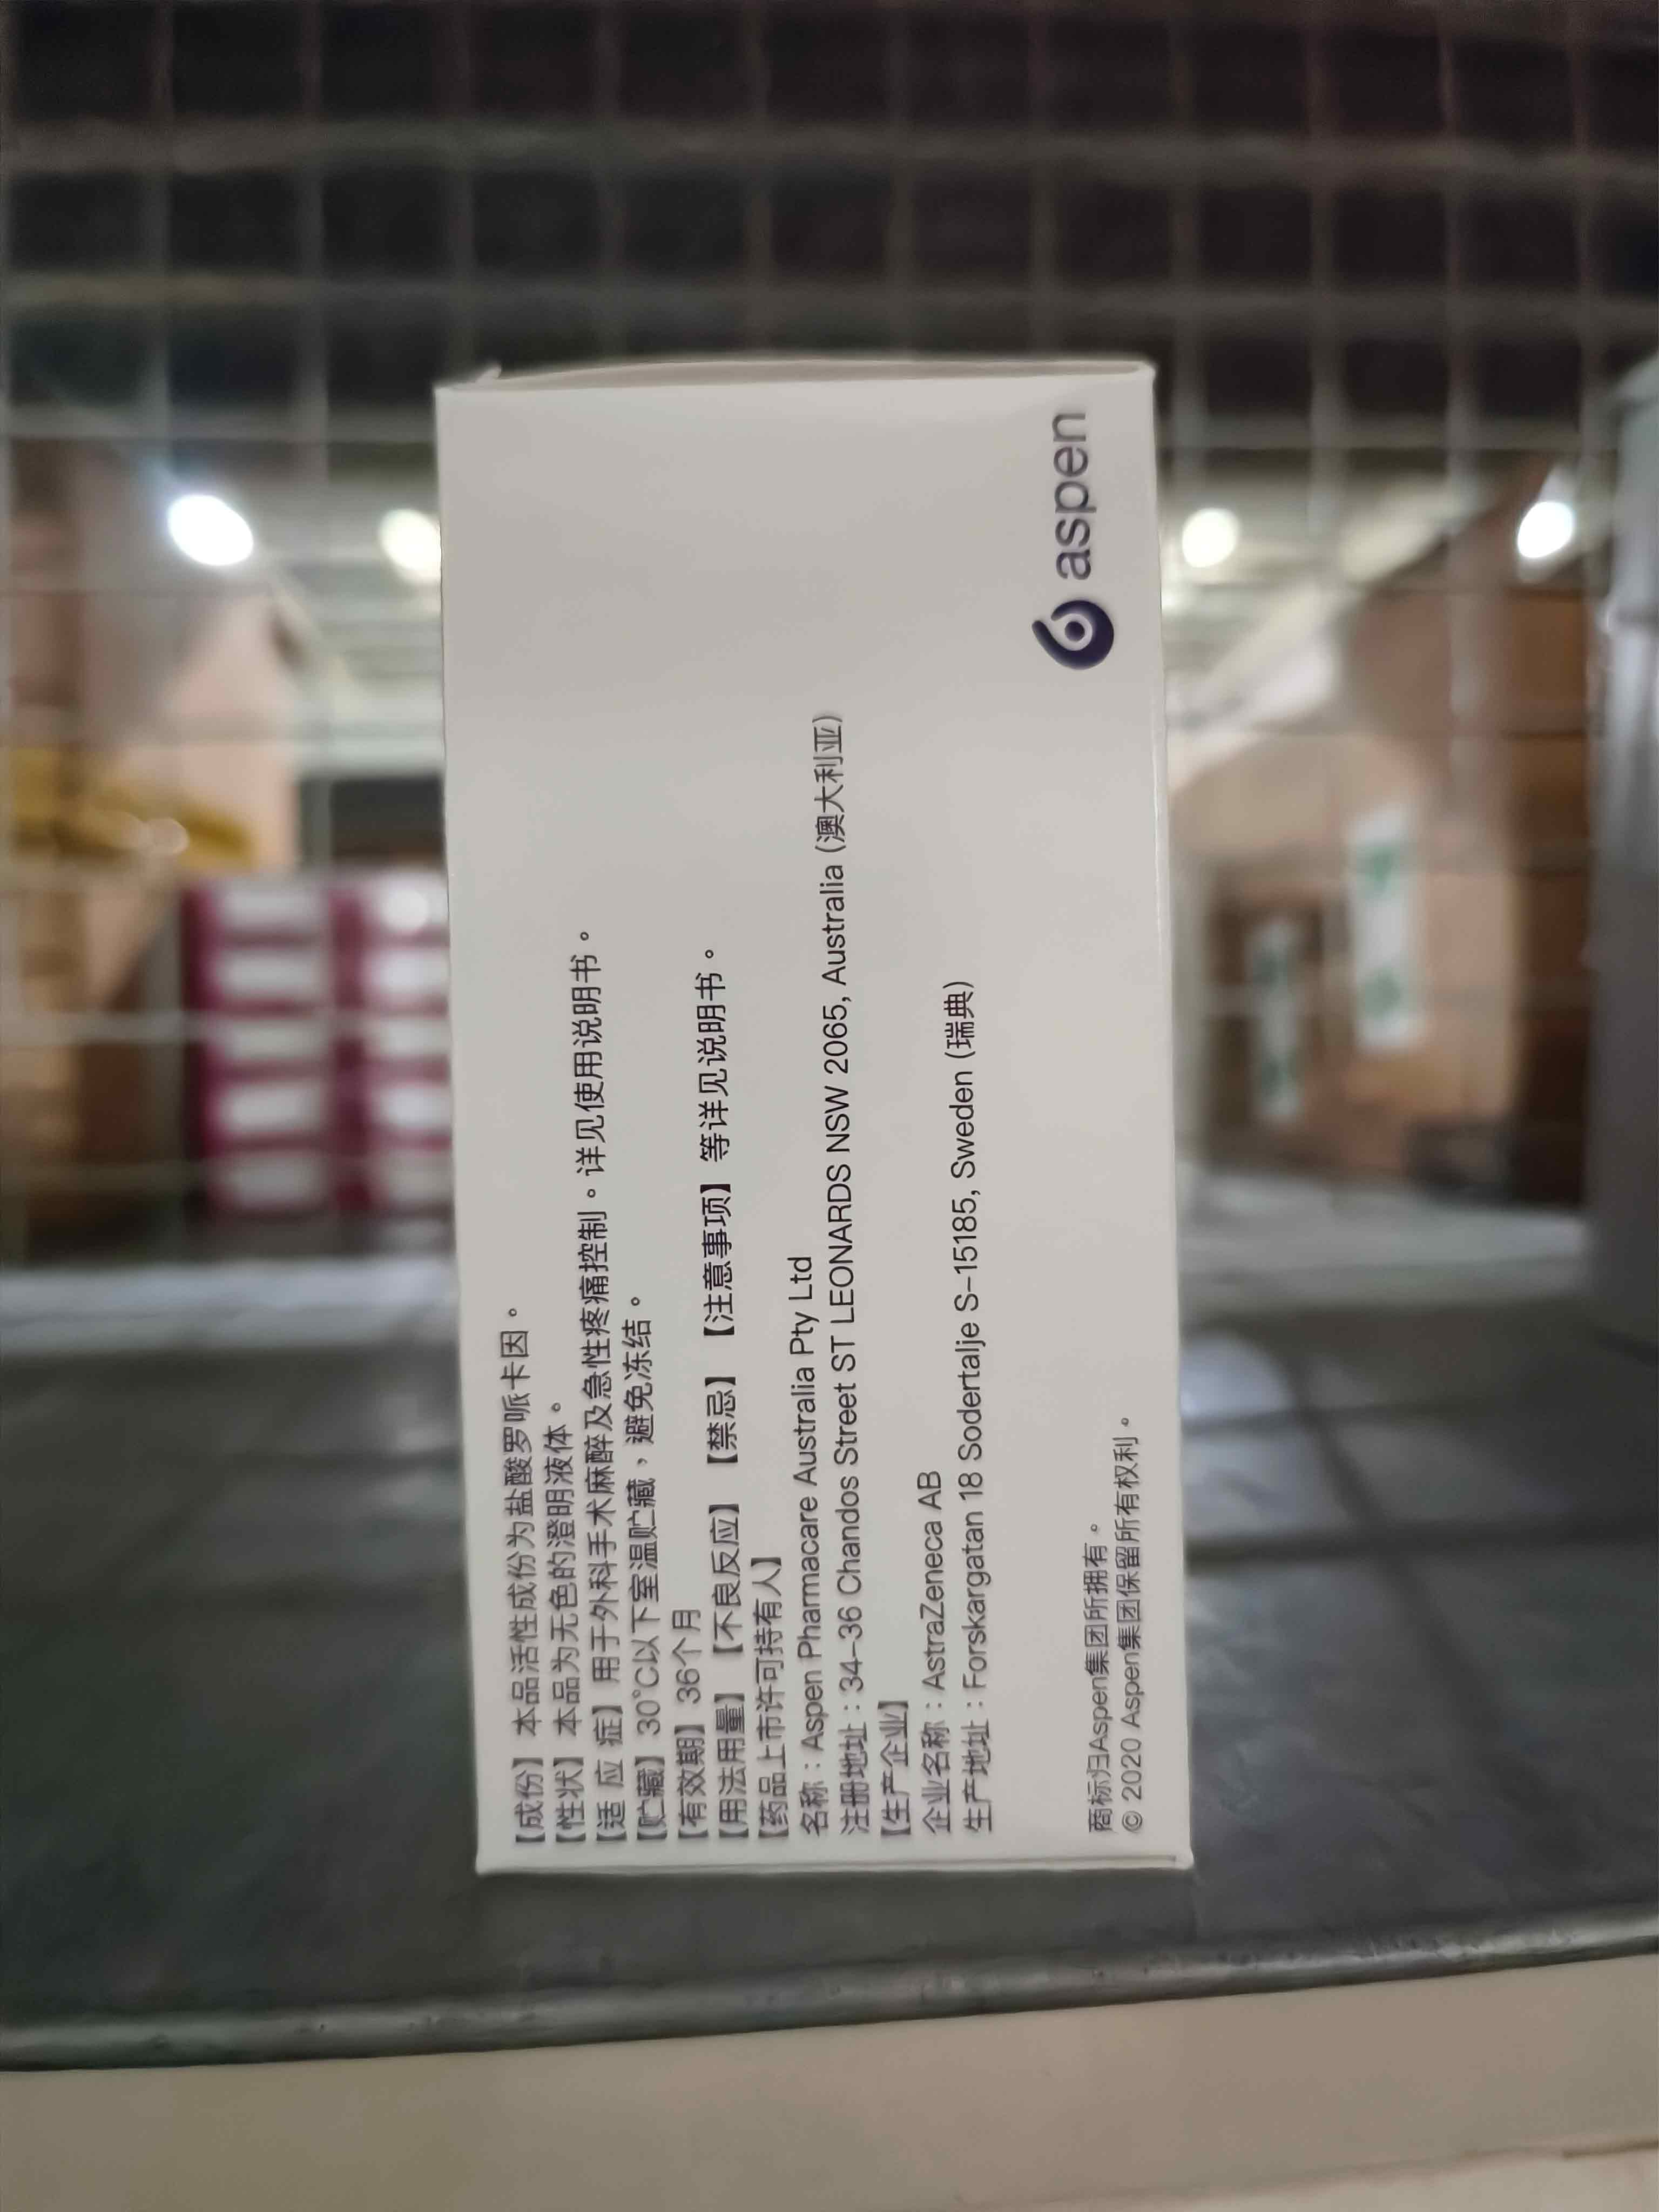 【成份】 本品活性成份为盐酸罗哌卡因。
【性状】 本品为无色的澄明液体。
【适 应 症】用于外科手术麻醉及急性疼痛控制。详见使用说明书。
【贮藏】 30°C以下室温贮藏，避免冻结。
【有效期】 36个月
【用法用量】 【不良反应】 【禁忌】 【注意事项】 等详见说明书。
【药品上市许可持有人】
名称：Aspen Pharmacare Australia Pty Ltd
注册地址：34-36 Chandos Street ST LEONARDS NSW 2065, Australia (澳大利亚)
【生产企业】
企业名称：AstraZeneca AB
生产地址：Forskargatan 18 Sodertalje S-15185, Sweden (瑞典)
商标归Aspen集团所拥有。
© 2020 Aspen集团保留所有权利。
aspen